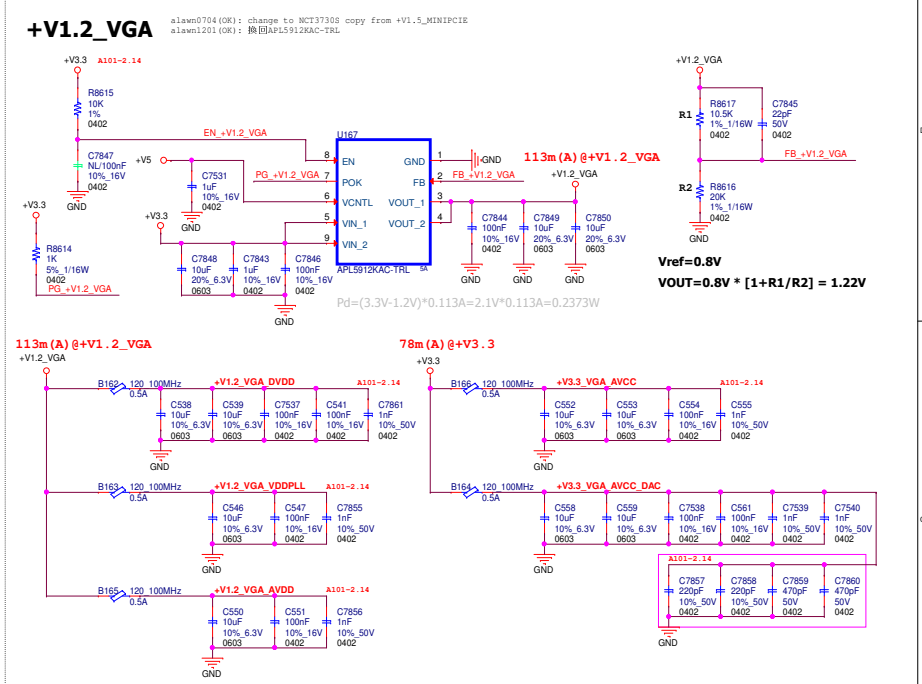 +V1.2_VGA
alawn0704(OK): change to NCT3730S copy from +V1.5_MINIPCIE
alawn1201(OK): 換回APL5912KAC-TRL
+V3.3 A101-2.14
R8615
10K
1%
0402
EN_+V1.2_VGA
C7847
NL/100nF
10%_16V
0402
GND
+V5
C7531
1uF
10%_16V
0402
GND
PG_+V1.2_VGA
+V3.3
R8614
1K
5%_1/16W
0402
PG_+V1.2_VGA
+V3.3
C7848
10uF
20%_6.3V
0603
C7843
1uF
10%_16V
0402
C7846
100nF
10%_16V
0402
GND
U167
8 EN
7 POK
6 VCNTL
5 VIN_1
9 VIN_2
GND 1
FB 2
VOUT_1 3
VOUT_2 4
APL5912KAC-TRL 5A
GND
FB_+V1.2_VGA
113m(A)@+V1.2_VGA
+V1.2_VGA
C7844
100nF
10%_16V
0402
GND
C7849
10uF
20%_6.3V
0603
GND
C7850
10uF
20%_6.3V
0603
GND
Pd=(3.3V-1.2V)*0.113A=2.1V*0.113A=0.2373W
+V1.2_VGA
R1
R8617
10.5K
1%_1/16W
0402
C7845
22pF
50V
0402
FB_+V1.2_VGA
R2
R8616
20K
1%_1/16W
0402
GND
Vref=0.8V
VOUT=0.8V * [1+R1/R2] = 1.22V
113m(A)@+V1.2_VGA
+V1.2_VGA
B162 120_100MHz
0.5A
+V1.2_VGA_DVDD
A101-2.14
C538
10uF
10%_6.3V
0603
C539
10uF
10%_6.3V
0603
C7537
100nF
10%_16V
0402
C541
100nF
10%_16V
0402
C7861
1nF
10%_50V
0402
GND
B163 120_100MHz
0.5A
+V1.2_VGA_VDDPLL
A101-2.14
C546
10uF
10%_6.3V
0603
C547
100nF
10%_16V
0402
C7855
1nF
10%_50V
0402
GND
B165 120_100MHz
0.5A
+V1.2_VGA_AVDD
A101-2.14
C550
10uF
10%_6.3V
0603
C551
100nF
10%_16V
0402
C7856
1nF
10%_50V
0402
GND
78m(A)@+V3.3
+V3.3
B166 120_100MHz
0.5A
+V3.3_VGA_AVCC
A101-2.14
C552
10uF
10%_6.3V
0603
C553
10uF
10%_6.3V
0603
C554
100nF
10%_16V
0402
C555
1nF
10%_50V
0402
GND
B164 120_100MHz
0.5A
+V3.3_VGA_AVCC_DAC
C558
10uF
10%_6.3V
0603
C559
10uF
10%_6.3V
0603
C7538
100nF
10%_16V
0402
C561
100nF
10%_16V
0402
C7539
1nF
10%_50V
0402
C7540
1nF
10%_50V
0402
GND
A101-2.14
C7857
220pF
10%_50V
0402
C7858
220pF
10%_50V
0402
C7859
470pF
50V
0402
C7860
470pF
50V
0402
GND